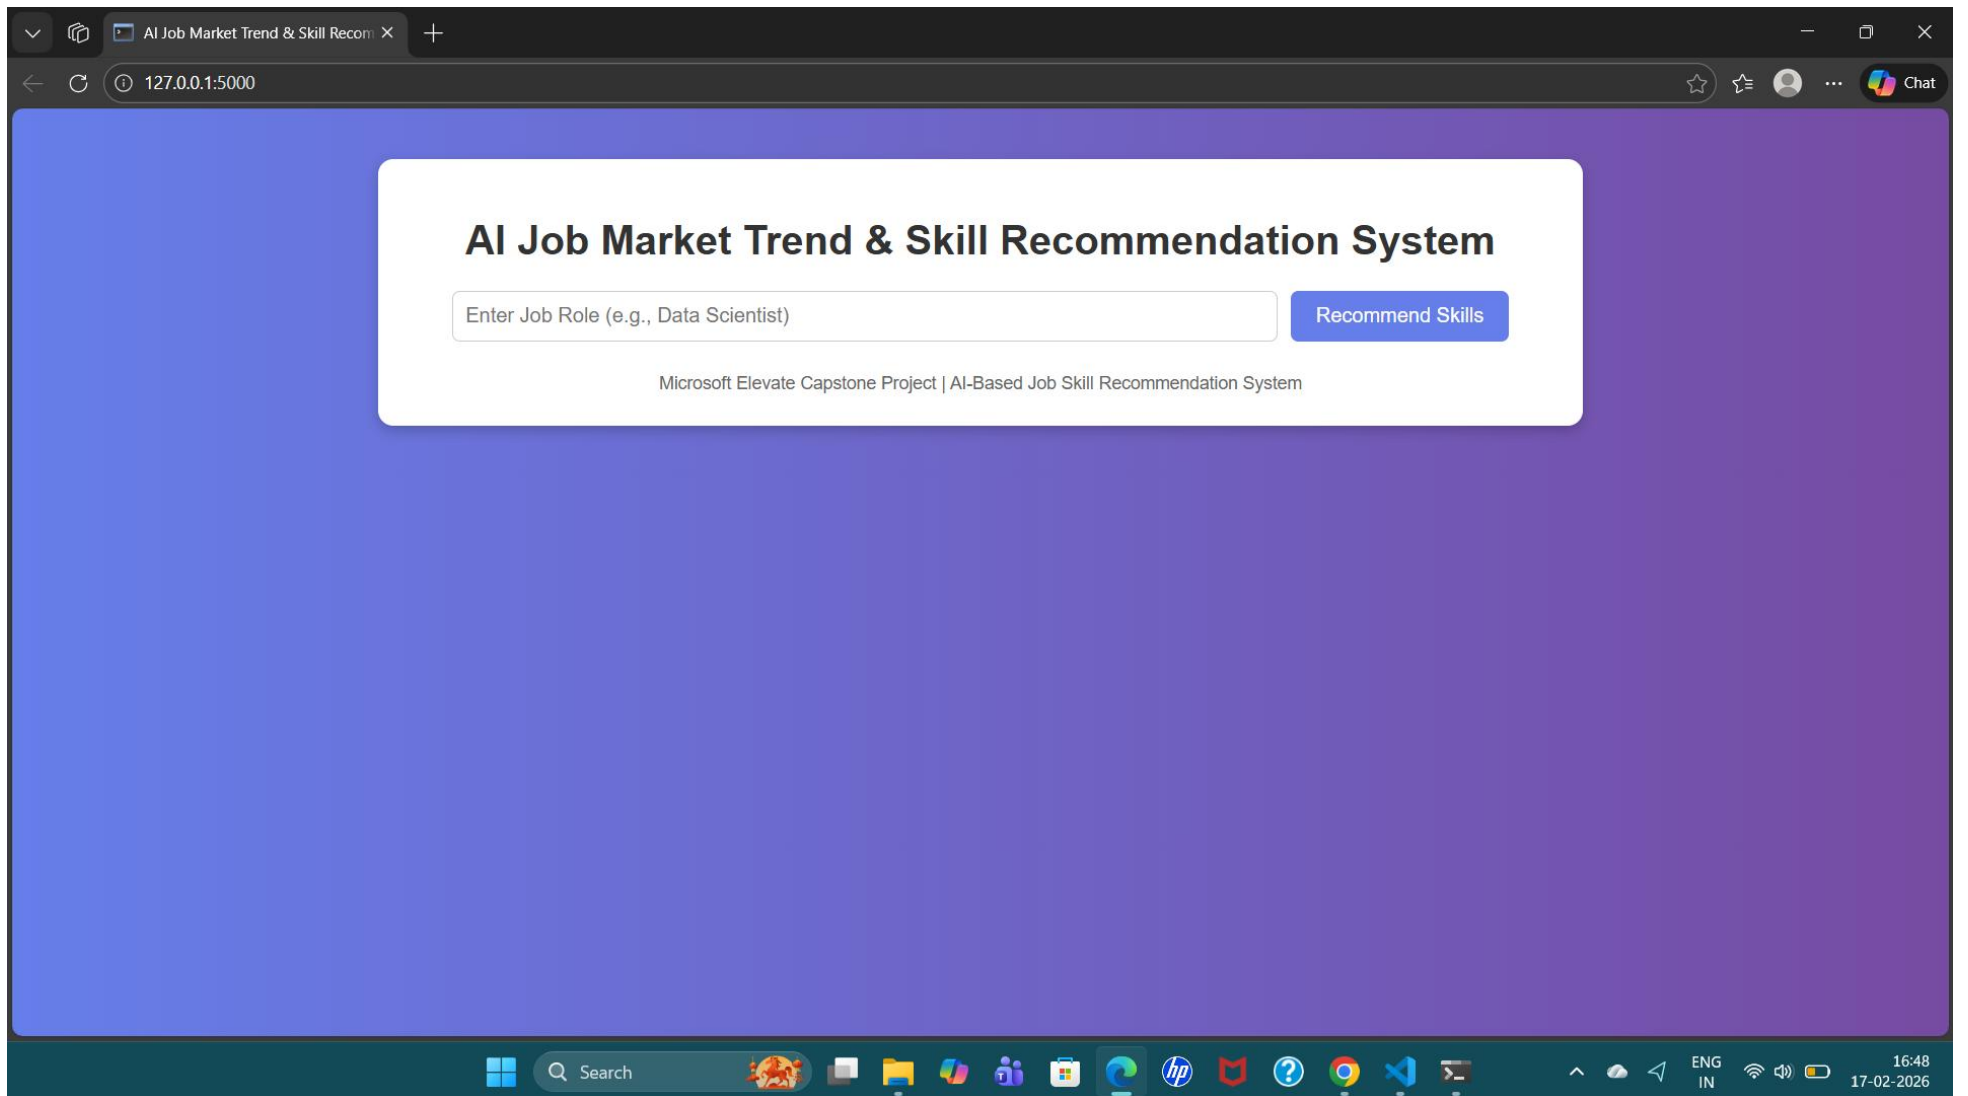 AI Job Market Trend & Skill Recom
127.0.0.1:5000
Chat
AI Job Market Trend & Skill Recommendation System
Enter Job Role (e.g., Data Scientist)
Recommend Skills
Microsoft Elevate Capstone Project | AI-Based Job Skill Recommendation System
Search
hp
ENG
IN
16:48
17-02-2026